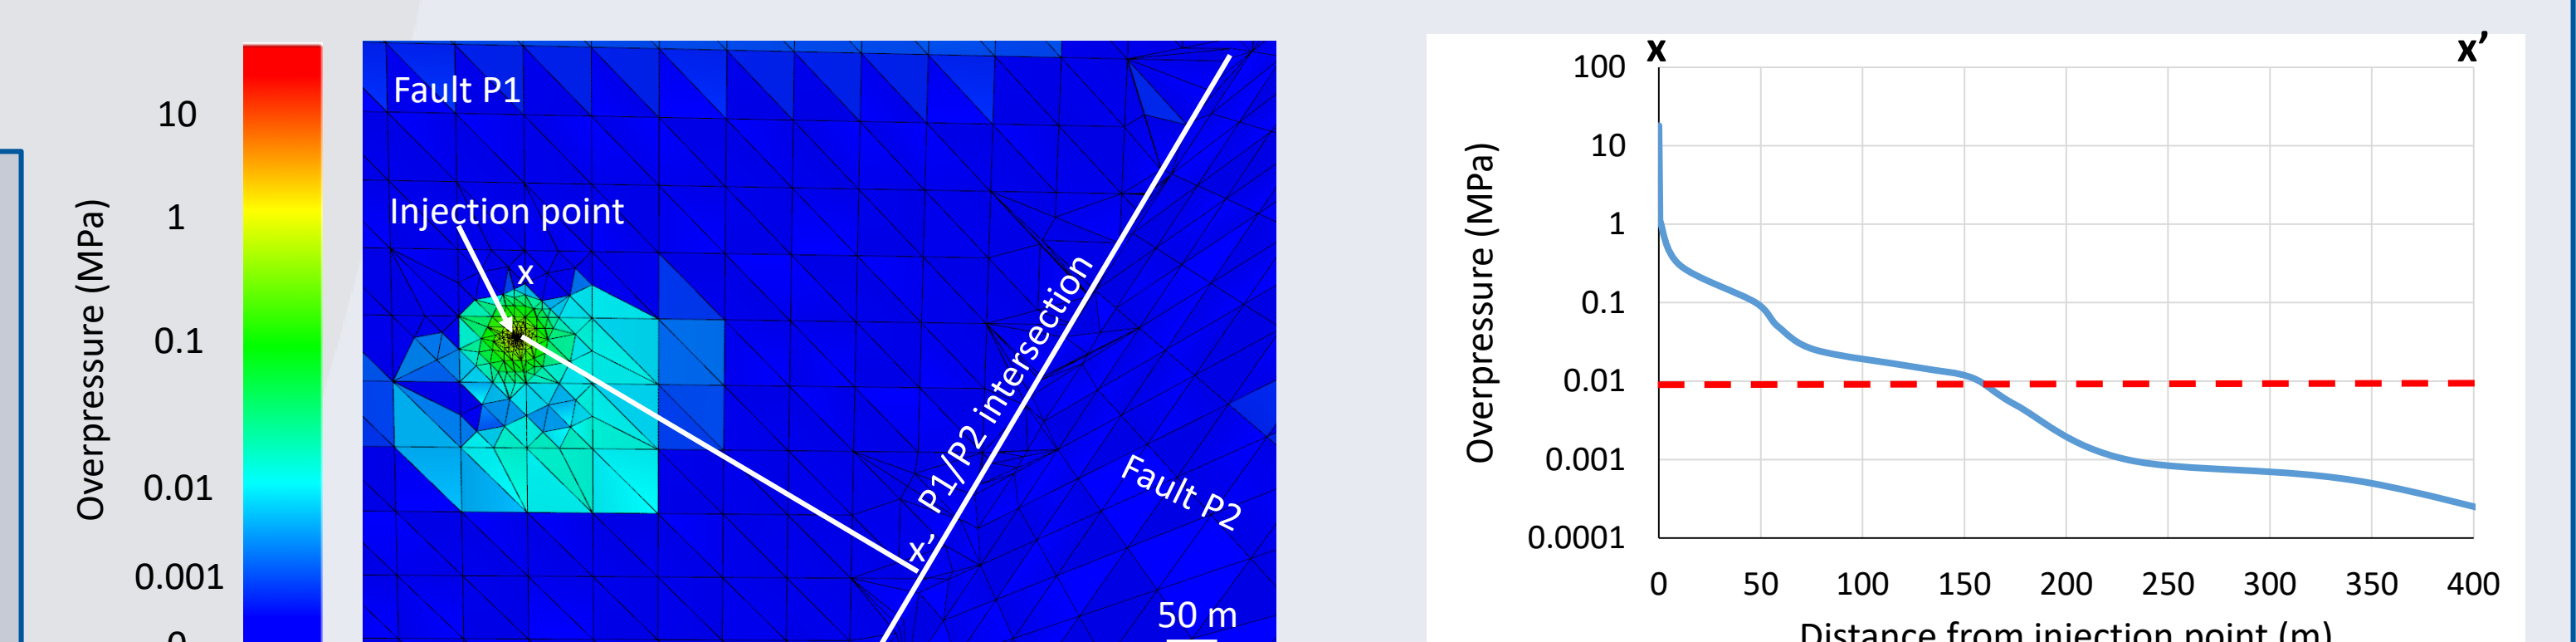 Overpressure (MPa)
10
1
0.1
0.01
0.001
0
Fault P1
Injection point
x
P1/P2 intersection
x’
Fault P2
50 m
x
x’
Overpressure (MPa)
100
10
1
0.1
0.01
0.001
0.0001
0 50 100 150 200 250 300 350 400
Distance from injection point (m)